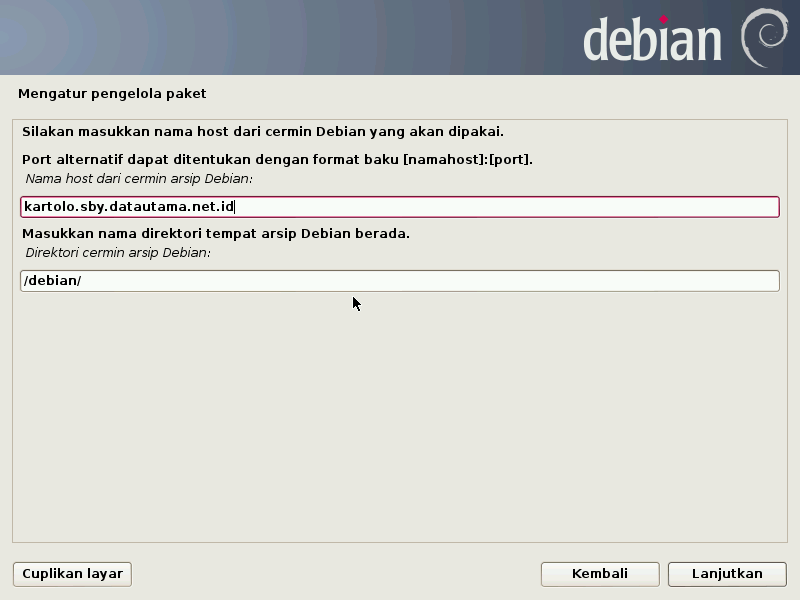 debian
Mengatur pengelola paket
Silakan masukkan nama host dari cermin Debian yang akan dipakai.
Port alternatif dapat ditentukan dengan format baku [namahost]:[port].
Nama host dari cermin arsip Debian:
kartolo.sby.datautama.net.id
Masukkan nama direktori tempat arsip Debian berada.
Direktori cermin arsip Debian:
/debian/
Cuplikan layar
Kembali
Lanjutkan